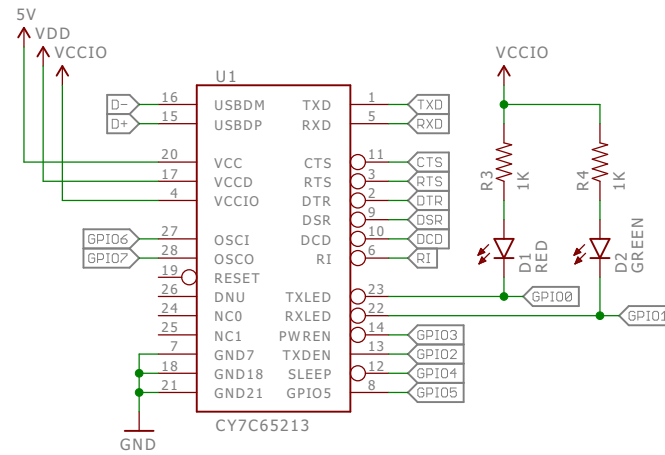 5V
VDD
VCCIO
U1
D- 16 USBDM TXD 1 TXD
D+ 15 USBDP RXD 5 RXD
20 VCC CTS 11 CTS
17 VCCD RTS 3 RTS
4 VCCIO DTR 2 DTR
DSR 9 DSR
GPIO6 27 OSCI DCD 10 DCD
GPIO7 28 OSCO RI 6 RI
19 RESET
26 DNU TXLED 23 GPIO0
24 NC0 RXLED 22 GPIO1
25 NC1 PWREN 14 GPIO3
7 GND7 TXDEN 13 GPIO2
18 GND18 SLEEP 12 GPIO4
21 GND21 GPIO5 8 GPIO5
CY7C65213
GND
VCCIO
R3
1K
R4
1K
D1
RED
D2
GREEN